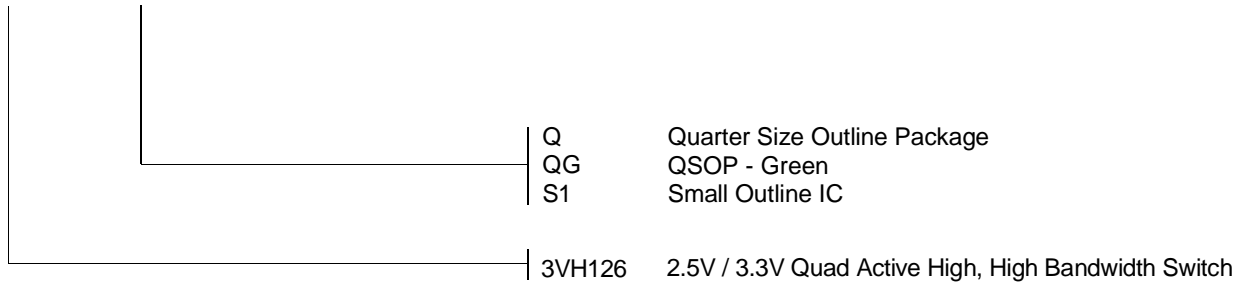 Q Quarter Size Outline Package
QG QSOP - Green
S1 Small Outline IC
3VH126 2.5V / 3.3V Quad Active High, High Bandwidth Switch